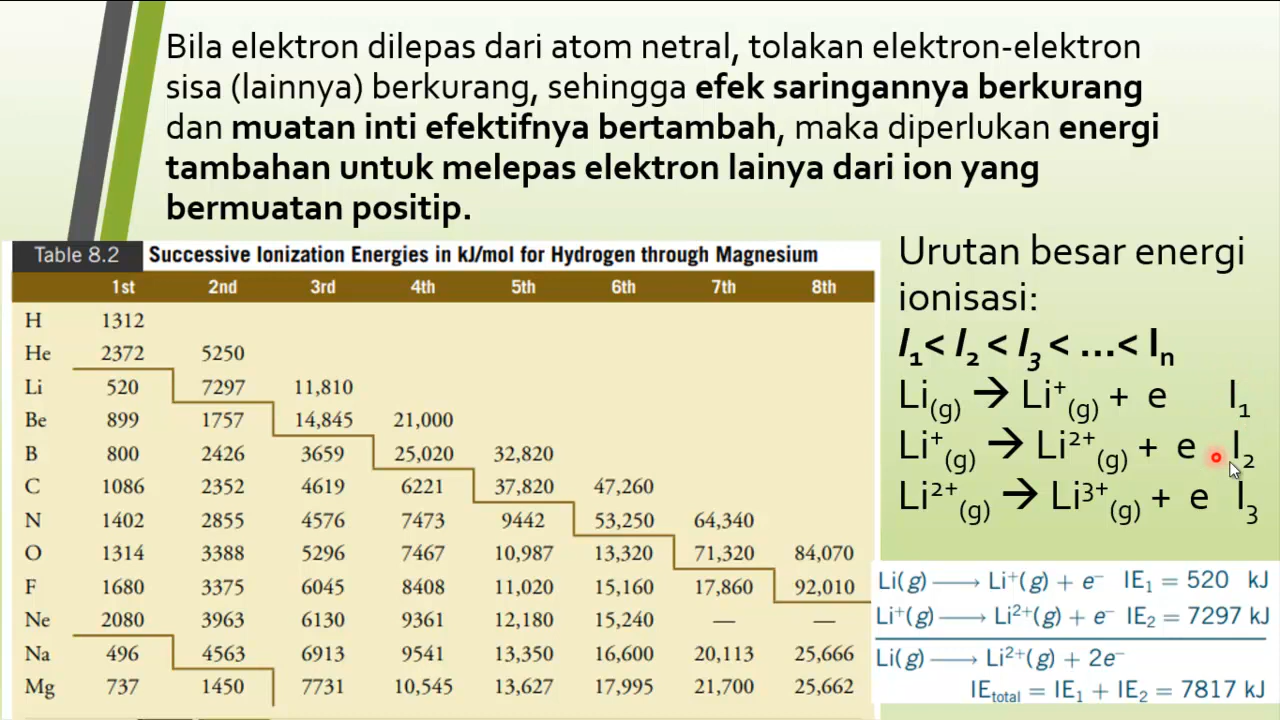 Bila elektron dilepas dari atom netral, tolakan elektron-elektron
sisa (lainnya) berkurang, sehingga efek saringannya berkurang
dan muatan inti efektifnya bertambah, maka diperlukan energi
tambahan untuk melepas elektron lainya dari ion yang
bermuatan positip.
Table 8.2 Successive Ionization Energies in kJ/mol for Hydrogen through Magnesium
1st 2nd 3rd 4th 5th 6th 7th 8th
H 1312
He 2372 5250
Li 520 7297 11,810
Be 899 1757 14,845 21,000
B 800 2426 3659 25,020 32,820
C 1086 2352 4619 6221 37,820 47,260
N 1402 2855 4576 7473 9442 53,250 64,340
O 1314 3388 5296 7467 10,987 13,320 71,320 84,070
F 1680 3375 6045 8408 11,020 15,160 17,860 92,010
Ne 2080 3963 6130 9361 12,180 15,240 — —
Na 496 4563 6913 9541 13,350 16,600 20,113 25,666
Mg 737 1450 7731 10,545 13,627 17,995 21,700 25,662
Urutan besar energi
ionisasi:
I₁< I₂ < I₃ < ...< Iₙ
Li(g) → Li⁺(g) + e I₁
Li⁺(g) → Li²⁺(g) + e I₂
Li²⁺(g) → Li³⁺(g) + e I₃
Li(g) ⟶ Li⁺(g) + e⁻ IE₁ = 520 kJ
Li⁺(g) ⟶ Li²⁺(g) + e⁻ IE₂ = 7297 kJ
Li(g) ⟶ Li²⁺(g) + 2e⁻
IEtotal = IE₁ + IE₂ = 7817 kJ